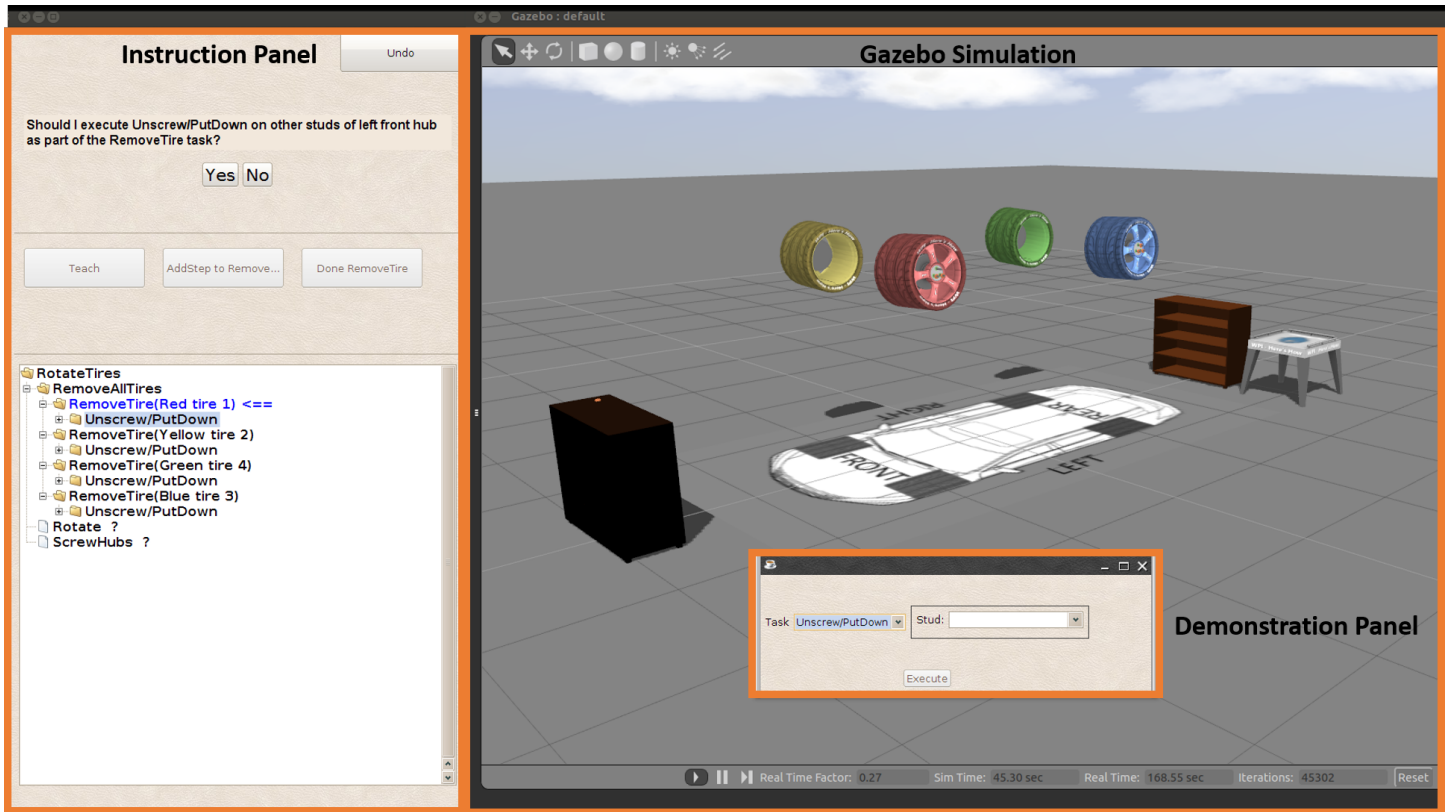 Gazebo : default
Instruction Panel
Undo
Should I execute Unscrew/PutDown on other studs of left front hub
as part of the RemoveTire task?
Yes No
Teach
AddStep to Remove...
Done RemoveTire
RotateTires
RemoveAllTires
RemoveTire(Red tire 1) <==
Unscrew/PutDown
RemoveTire(Yellow tire 2)
Unscrew/PutDown
RemoveTire(Green tire 4)
Unscrew/PutDown
RemoveTire(Blue tire 3)
Unscrew/PutDown
Rotate ?
ScrewHubs ?
Gazebo Simulation
RIGHT
REAR
FRONT
LEFT
Task Unscrew/PutDown Stud:
Execute
Demonstration Panel
Real Time Factor: 0.27 Sim Time: 45.30 sec Real Time: 168.55 sec Iterations: 45302 Reset